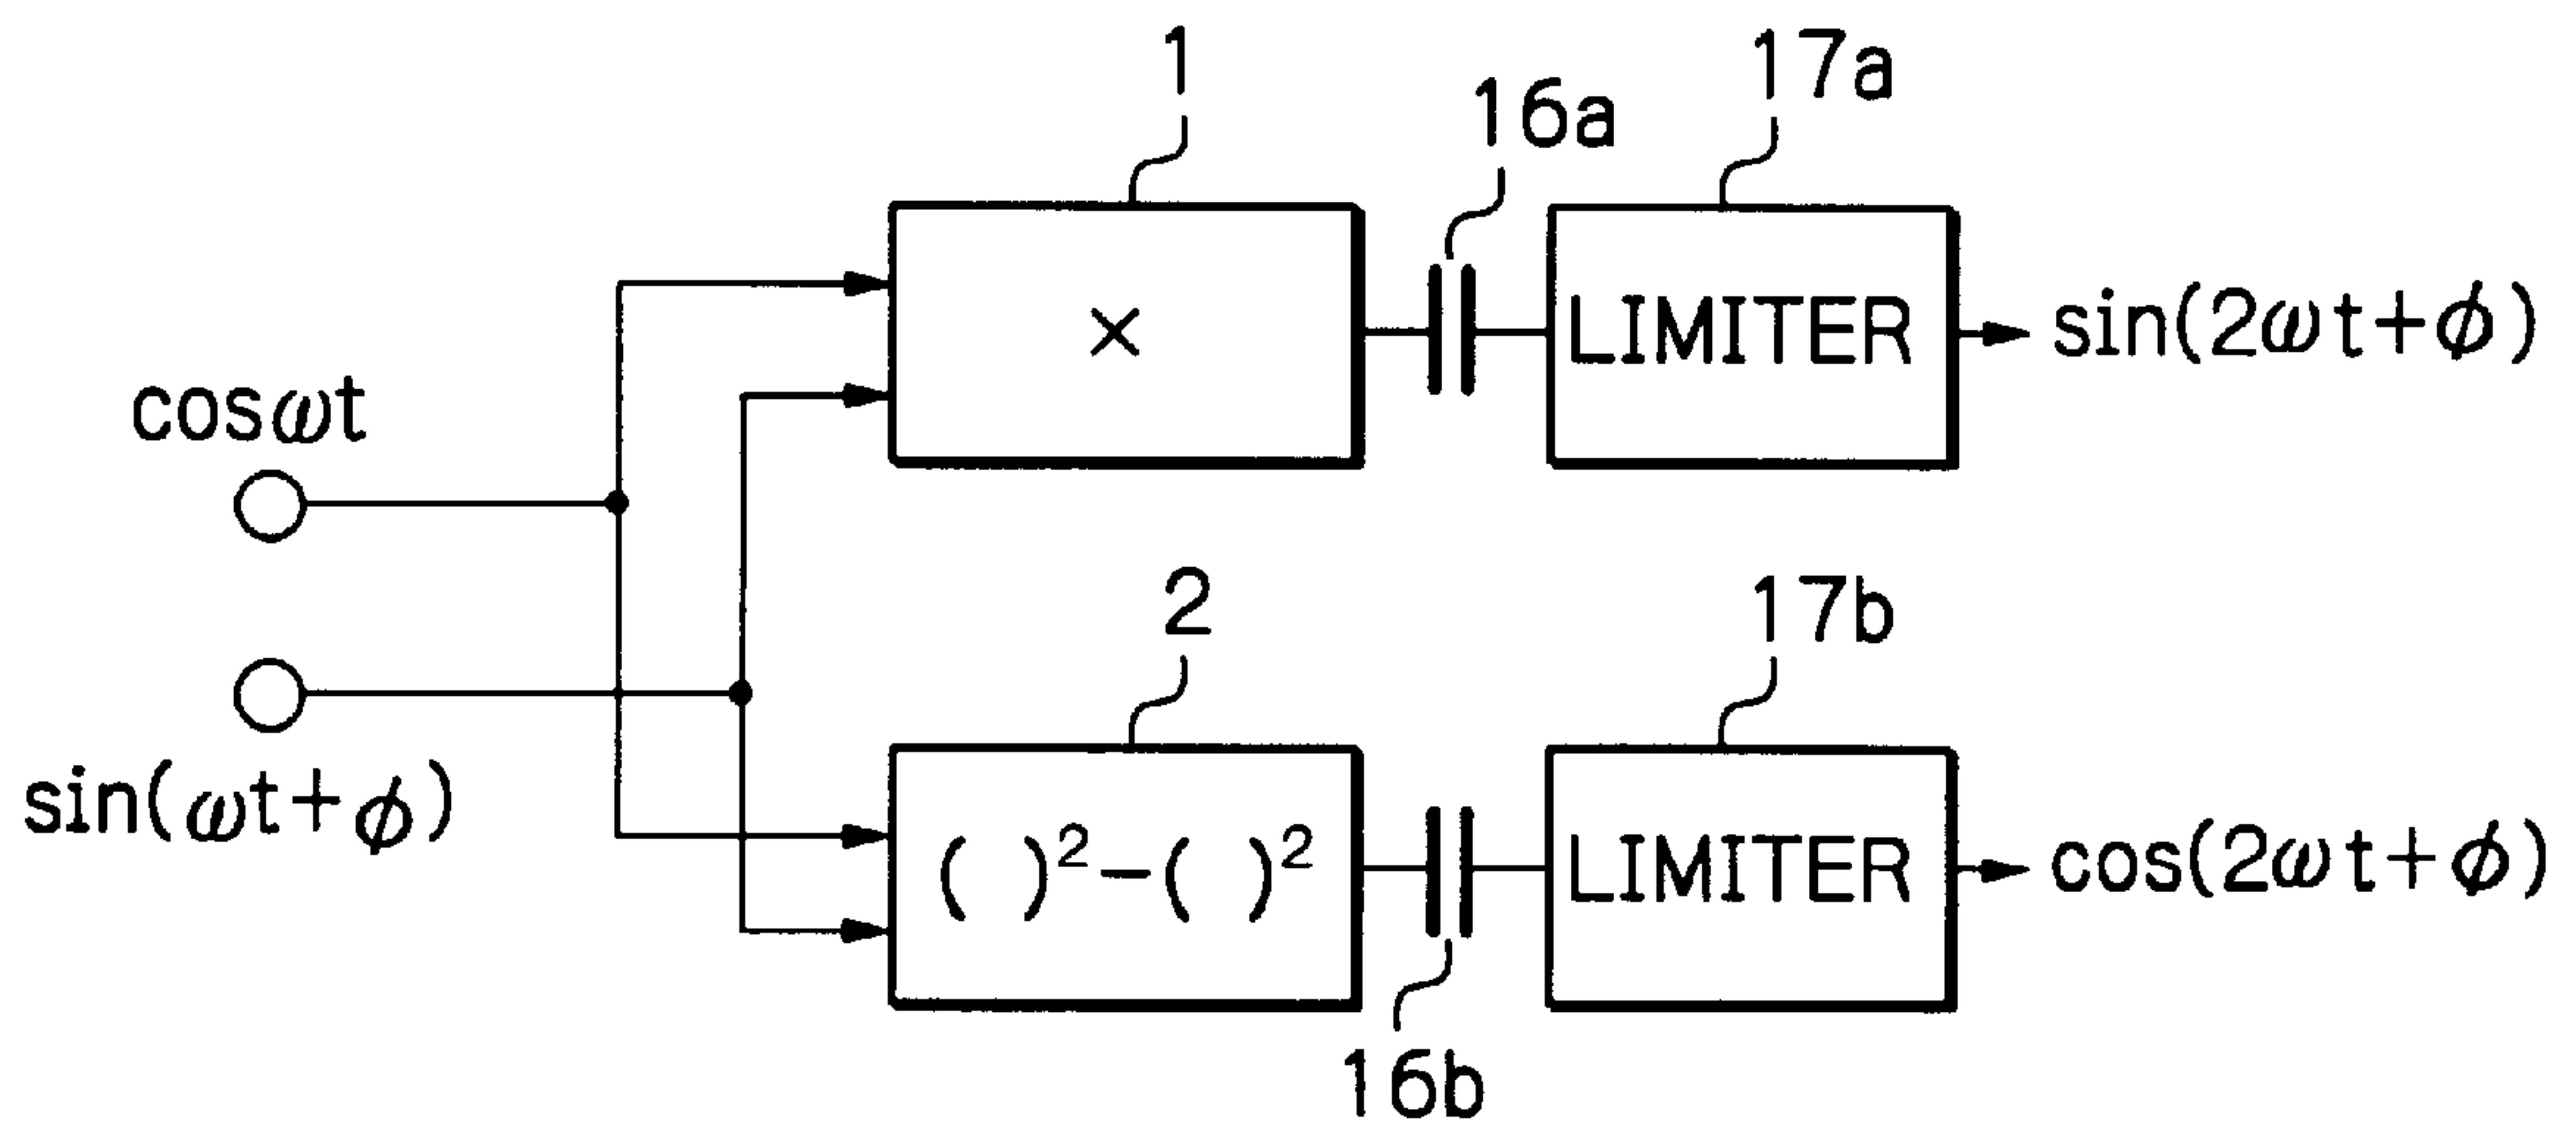 1
17a
16a
×
LIMITER
sin(2ωt+ϕ)
cosωt
2
17b
sin(ωt+ϕ)
( )²−( )²
LIMITER
cos(2ωt+ϕ)
16b